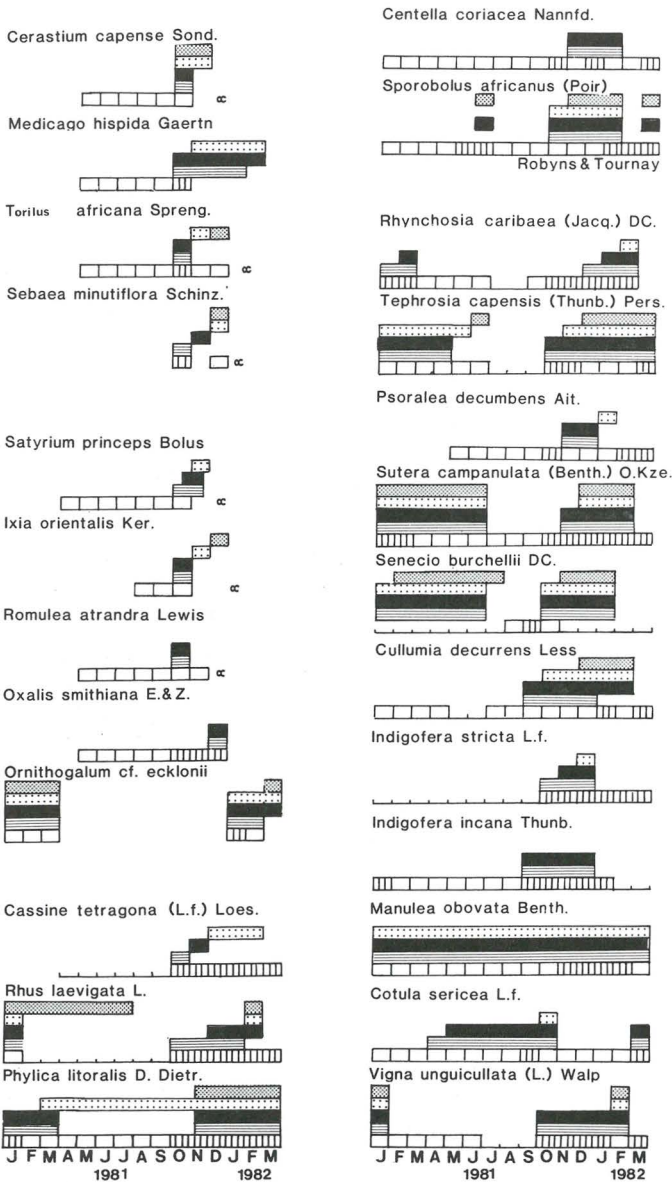 Cerastium capense Sond.
R
Medicago hispida Gaertn
Torilus africana Spreng.
R
Sebaea minutiflora Schinz.
R
Satyrium princeps Bolus
R
Ixia orientalis Ker.
R
Romulea atrandra Lewis
R
Oxalis smithiana E.& Z.
Ornithogalum cf. ecklonii
Cassine tetragona (L.f.) Loes.
Rhus laevigata L.
Phylica litoralis D. Dietr.
J F M A M J J A S O N D J F M
1981 1982
Centella coriacea Nannfd.
Sporobolus africanus (Poir)
Robyns & Tournay
Rhynchosia caribaea (Jacq.) DC.
Tephrosia capensis (Thunb.) Pers.
Psoralea decumbens Ait.
Sutera campanulata (Benth.) O.Kze.
Senecio burchellii DC.
Cullumia decurrens Less
Indigofera stricta L.f.
Indigofera incana Thunb.
Manulea obovata Benth.
Cotula sericea L.f.
Vigna unguicullata (L.) Walp
J F M A M J J A S O N D J F M
1981 1982